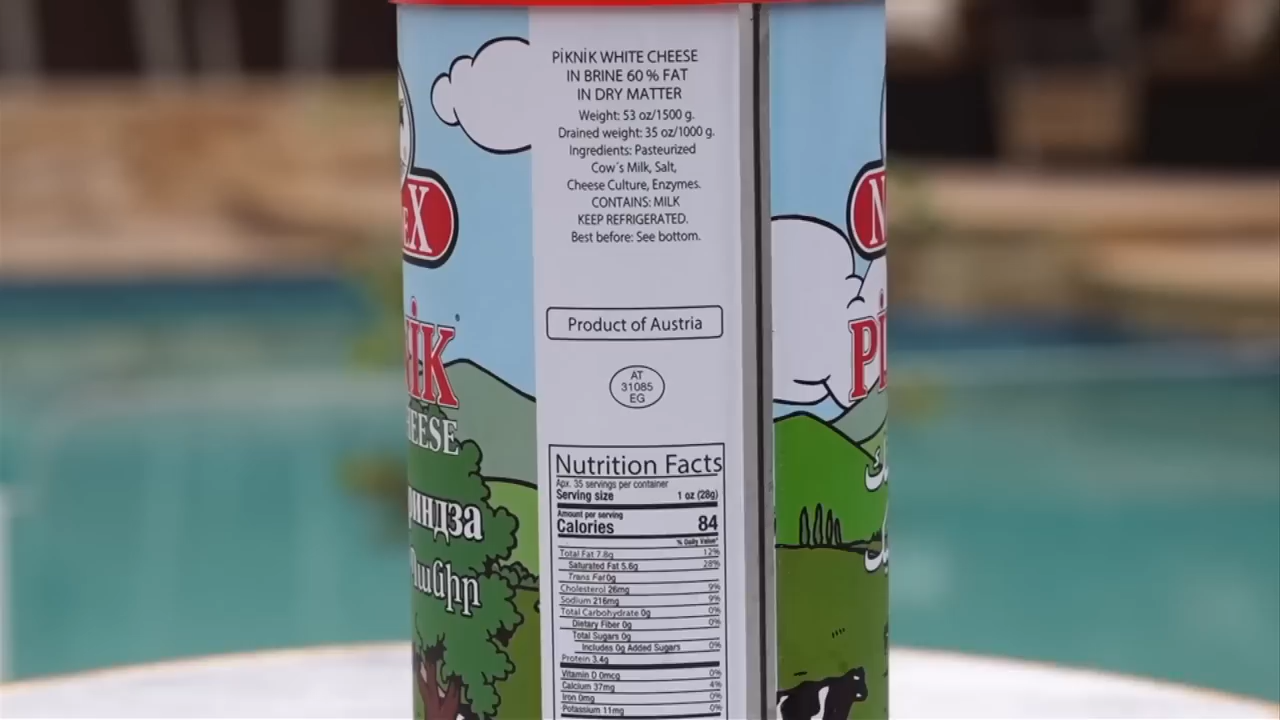 PİKNİK WHITE CHEESE
IN BRINE 60 % FAT
IN DRY MATTER
Weight: 53 oz/1500 g.
Drained weight: 35 oz/1000 g.
Ingredients: Pasteurized
Cow´s Milk, Salt,
Cheese Culture, Enzymes.
CONTAINS: MILK
KEEP REFRIGERATED.
Best before: See bottom.
Product of Austria
AT
31085
EG
Nutrition Facts
Apx. 35 servings per container
Serving size 1 oz (28g)
Amount per serving
Calories 84
% Daily Value*
Total Fat 7.8g 12%
Saturated Fat 5.6g 28%
Trans Fat 0g
Cholesterol 26mg 9%
Sodium 216mg 9%
Total Carbohydrate 0g 0%
Dietary Fiber 0g 0%
Total Sugars 0g
Includes 0g Added Sugars 0%
Protein 3.4g
Vitamin D 0mcg 0%
Calcium 37mg 4%
Iron 0mg 0%
Potassium 11mg 0%